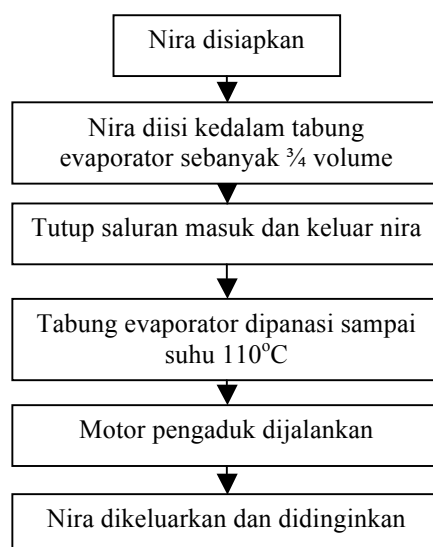 Nira disiapkan
Nira diisi kedalam tabung
evaporator sebanyak ¾ volume
Tutup saluran masuk dan keluar nira
Tabung evaporator dipanasi sampai
suhu 110°C
Motor pengaduk dijalankan
Nira dikeluarkan dan didinginkan